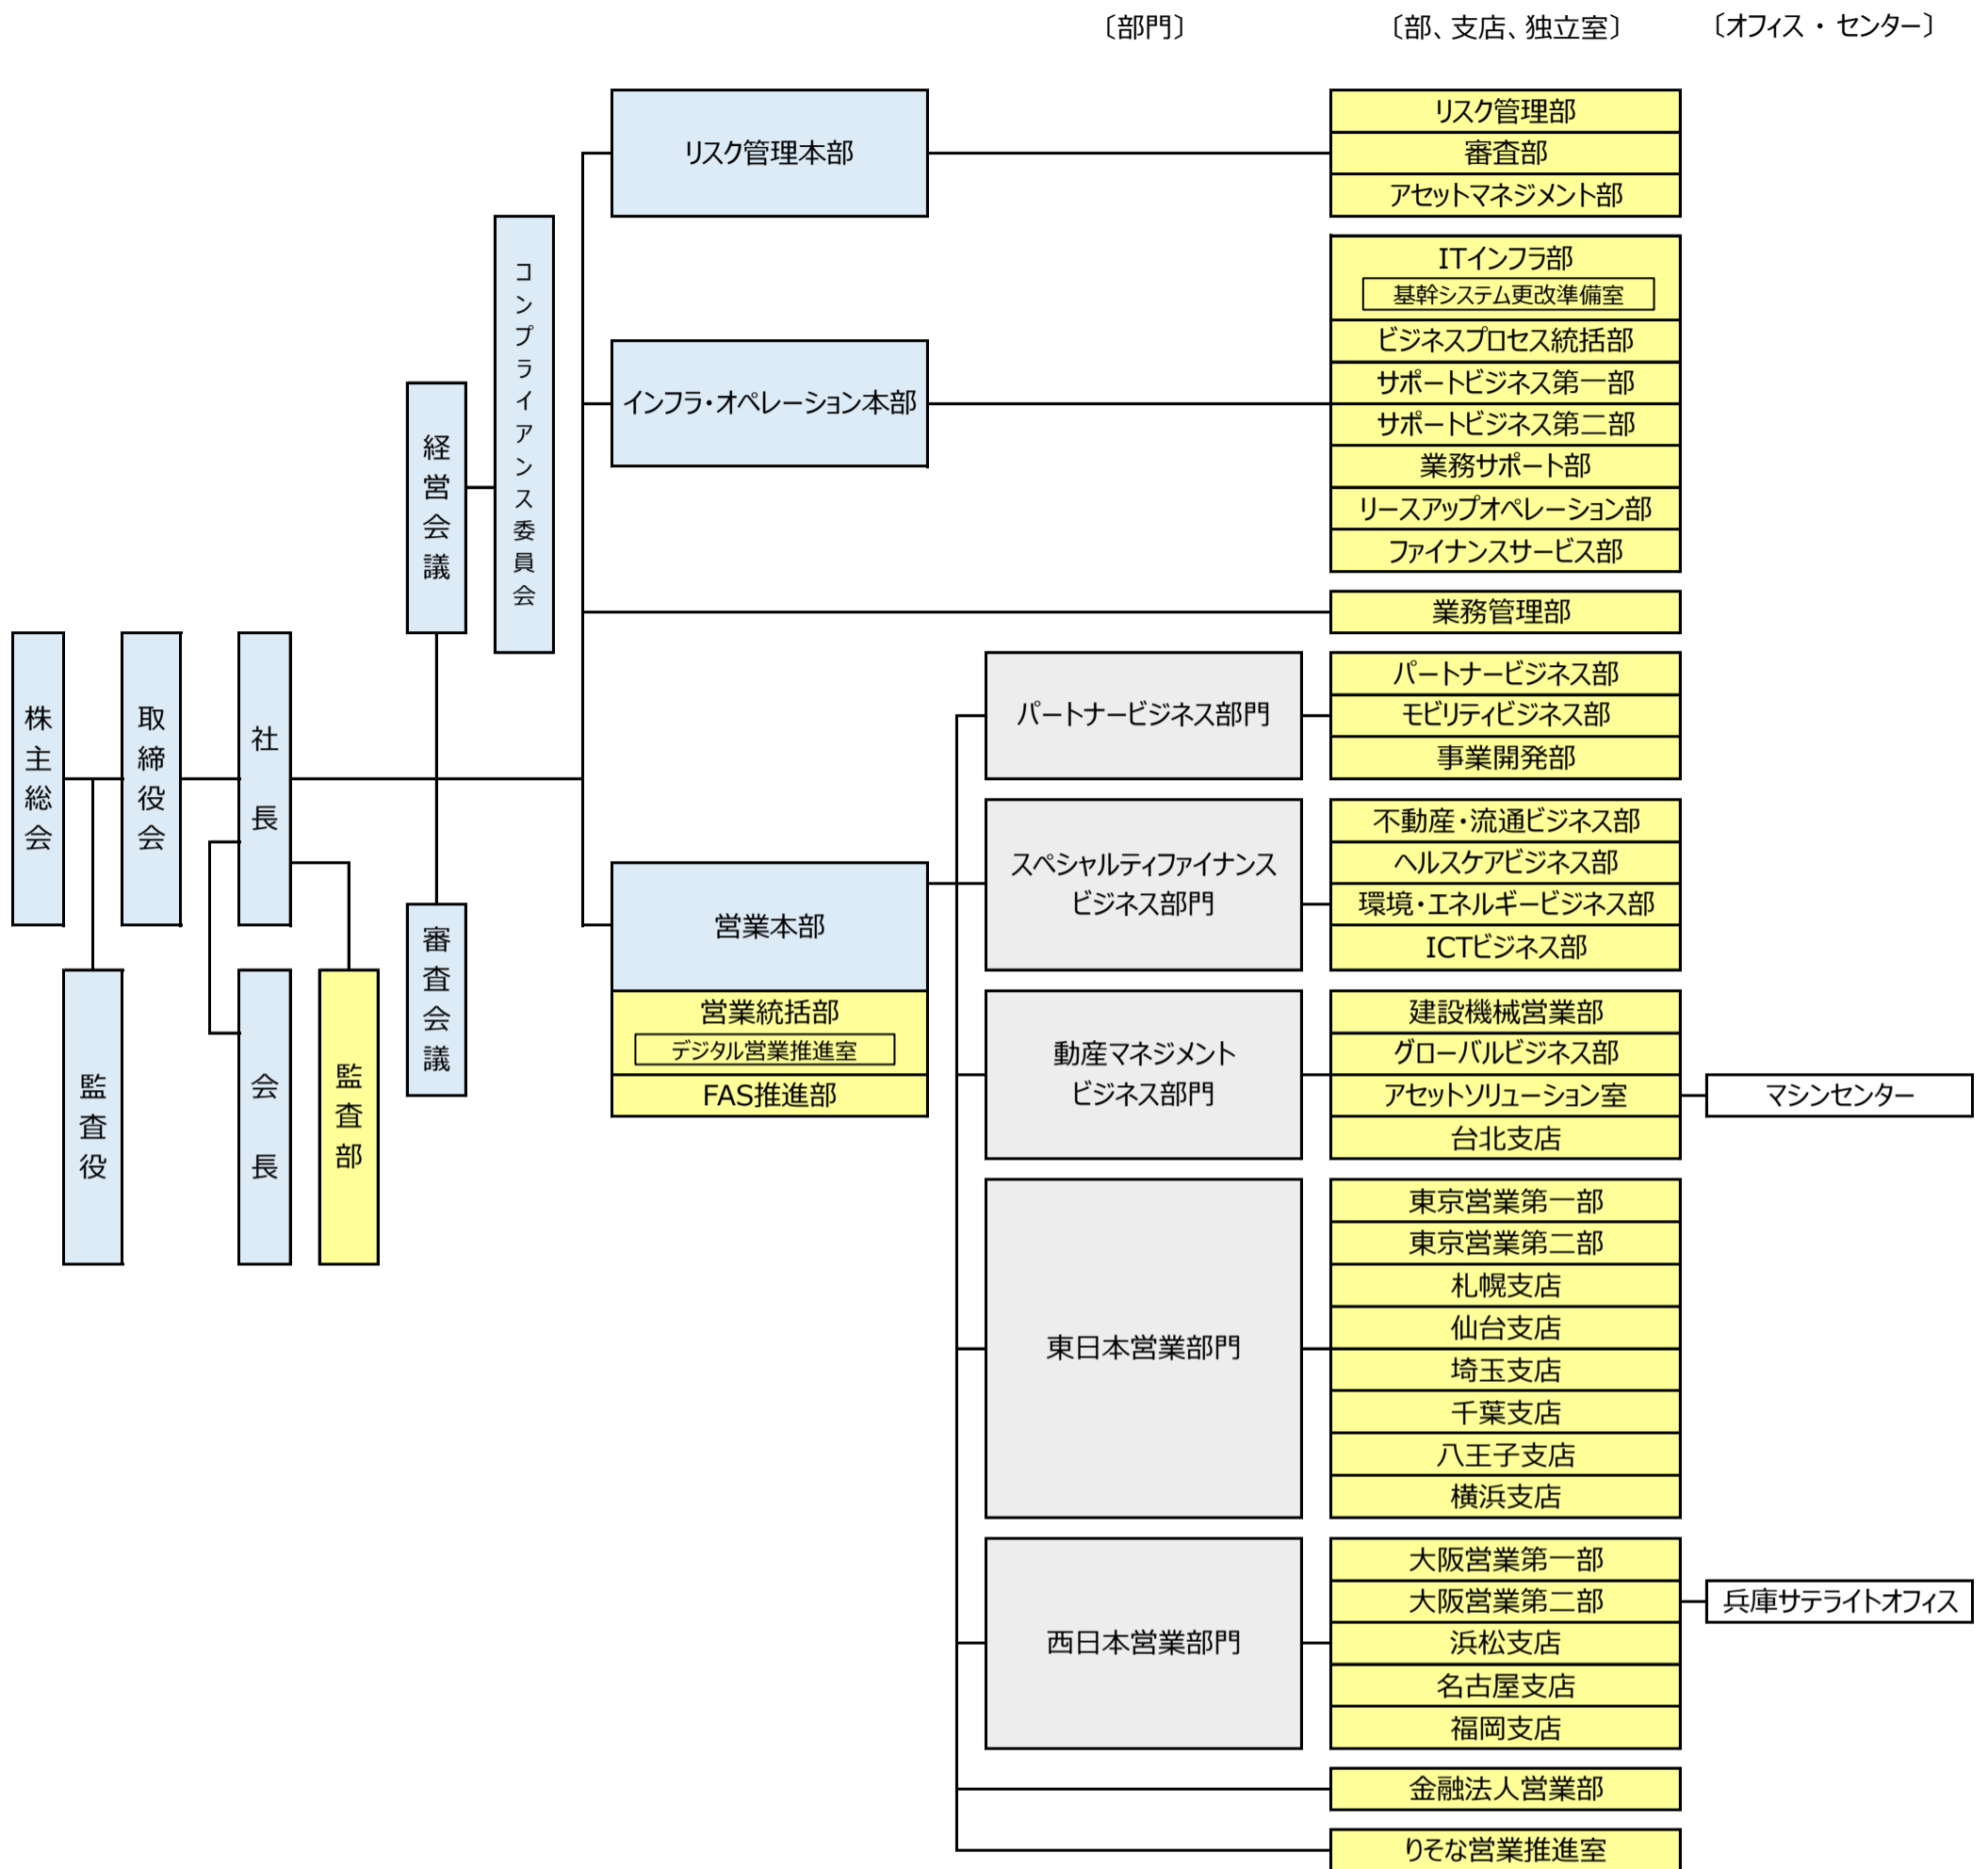 〔部門〕
〔部、支店、独立室〕
〔オフィス・センター〕
株主総会
監査役
取締役会
社長
会長
監査部
経営会議
審査会議
コンプライアンス委員会
リスク管理本部
リスク管理部
審査部
アセットマネジメント部
インフラ・オペレーション本部
ITインフラ部
基幹システム更改準備室
ビジネスプロセス統括部
サポートビジネス第一部
サポートビジネス第二部
業務サポート部
リースアップオペレーション部
ファイナンスサービス部
業務管理部
営業本部
営業統括部
デジタル営業推進室
FAS推進部
パートナービジネス部門
パートナービジネス部
モビリティビジネス部
事業開発部
スペシャルティファイナンス
ビジネス部門
不動産・流通ビジネス部
ヘルスケアビジネス部
環境・エネルギービジネス部
ICTビジネス部
動産マネジメント
ビジネス部門
建設機械営業部
グローバルビジネス部
アセットソリューション室
マシンセンター
台北支店
東日本営業部門
東京営業第一部
東京営業第二部
札幌支店
仙台支店
埼玉支店
千葉支店
八王子支店
横浜支店
西日本営業部門
大阪営業第一部
大阪営業第二部
兵庫サテライトオフィス
浜松支店
名古屋支店
福岡支店
金融法人営業部
りそな営業推進室